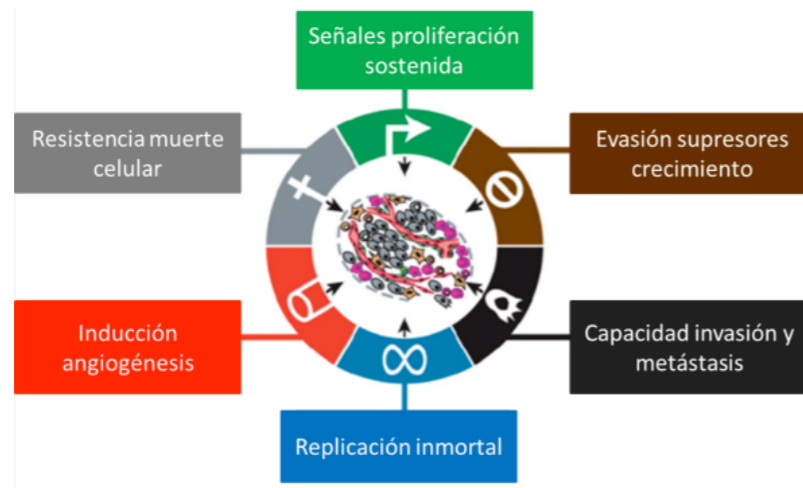 Señales proliferación
sostenida
Resistencia muerte
celular
Evasión supresores
crecimiento
Inducción
angiogénesis
Capacidad invasión y
metástasis
Replicación inmortal